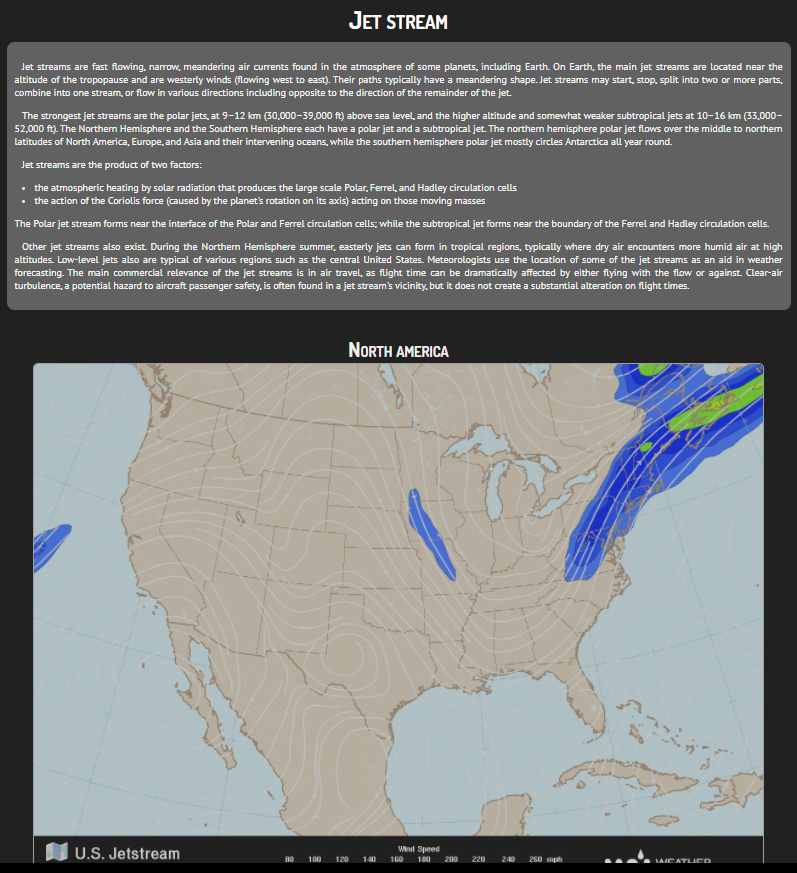 Jet stream
Jet streams are fast flowing, narrow, meandering air currents found in the atmosphere of some planets, including Earth. On Earth, the main jet streams are located near the
altitude of the tropopause and are westerly winds (flowing west to east). Their paths typically have a meandering shape. Jet streams may start, stop, split into two or more parts,
combine into one stream, or flow in various directions including opposite to the direction of the remainder of the jet.
The strongest jet streams are the polar jets, at 9–12 km (30,000–39,000 ft) above sea level, and the higher altitude and somewhat weaker subtropical jets at 10–16 km (33,000–
52,000 ft). The Northern Hemisphere and the Southern Hemisphere each have a polar jet and a subtropical jet. The northern hemisphere polar jet flows over the middle to northern
latitudes of North America, Europe, and Asia and their intervening oceans, while the southern hemisphere polar jet mostly circles Antarctica all year round.
Jet streams are the product of two factors:
• the atmospheric heating by solar radiation that produces the large scale Polar, Ferrel, and Hadley circulation cells
• the action of the Coriolis force (caused by the planet's rotation on its axis) acting on those moving masses
The Polar jet stream forms near the interface of the Polar and Ferrel circulation cells; while the subtropical jet forms near the boundary of the Ferrel and Hadley circulation cells.
Other jet streams also exist. During the Northern Hemisphere summer, easterly jets can form in tropical regions, typically where dry air encounters more humid air at high
altitudes. Low-level jets also are typical of various regions such as the central United States. Meteorologists use the location of some of the jet streams as an aid in weather
forecasting. The main commercial relevance of the jet streams is in air travel, as flight time can be dramatically affected by either flying with the flow or against. Clear-air
turbulence, a potential hazard to aircraft passenger safety, is often found in a jet stream's vicinity, but it does not create a substantial alteration on flight times.
North america
U.S. Jetstream
Wind Speed
80 100 120 140 160 180 200 220 240 260 mph
WEATHER